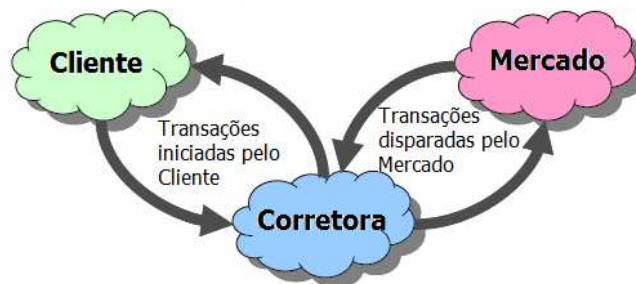 Cliente
Mercado
Transações
iniciadas pelo
Cliente
Transações
disparadas pelo
Mercado
Corretora